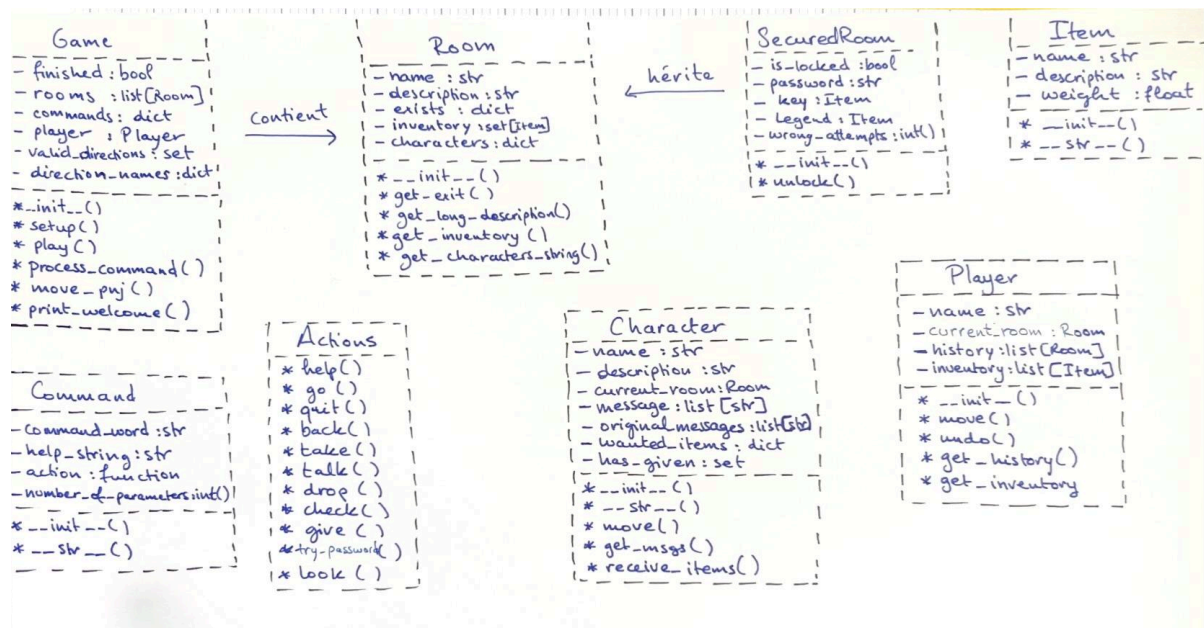 Game
- finished : bool
- rooms : list[Room]
- commands : dict
- player : Player
- valid_directions : set
- direction_names : dict
* __init__()
* setup()
* play()
* process_command()
* move_pnj()
* print_welcome()
contient
Room
- name : str
- description : str
- exists : dict
- inventory : set[Item]
- characters : dict
* __init__()
* get_exit()
* get_long_description()
* get_inventory()
* get_characters_string()
hérite
SecuredRoom
- is_locked : bool
- password : str
- key : Item
- legend : Item
- wrong_attempts : int()
* __init__()
* unlock()
Item
- name : str
- description : str
- weight : float
* __init__()
* __str__()
Command
- command_word : str
- help_string : str
- action : function
- number_of_parameters : int()
* __init__()
* __str__()
Actions
* help()
* go()
* quit()
* back()
* take()
* talk()
* drop()
* check()
* give()
* try_password()
* look()
Character
- name : str
- description : str
- current_room : Room
- message : list[str]
- original_messages : list[str]
- wanted_items : dict
- has_given : set
* __init__()
* __str__()
* move()
* get_msgs()
* receive_items()
Player
- name : str
- current_room : Room
- history : list[Room]
- inventory : list[Item]
* __init__()
* move()
* undo()
* get_history()
* get_inventory